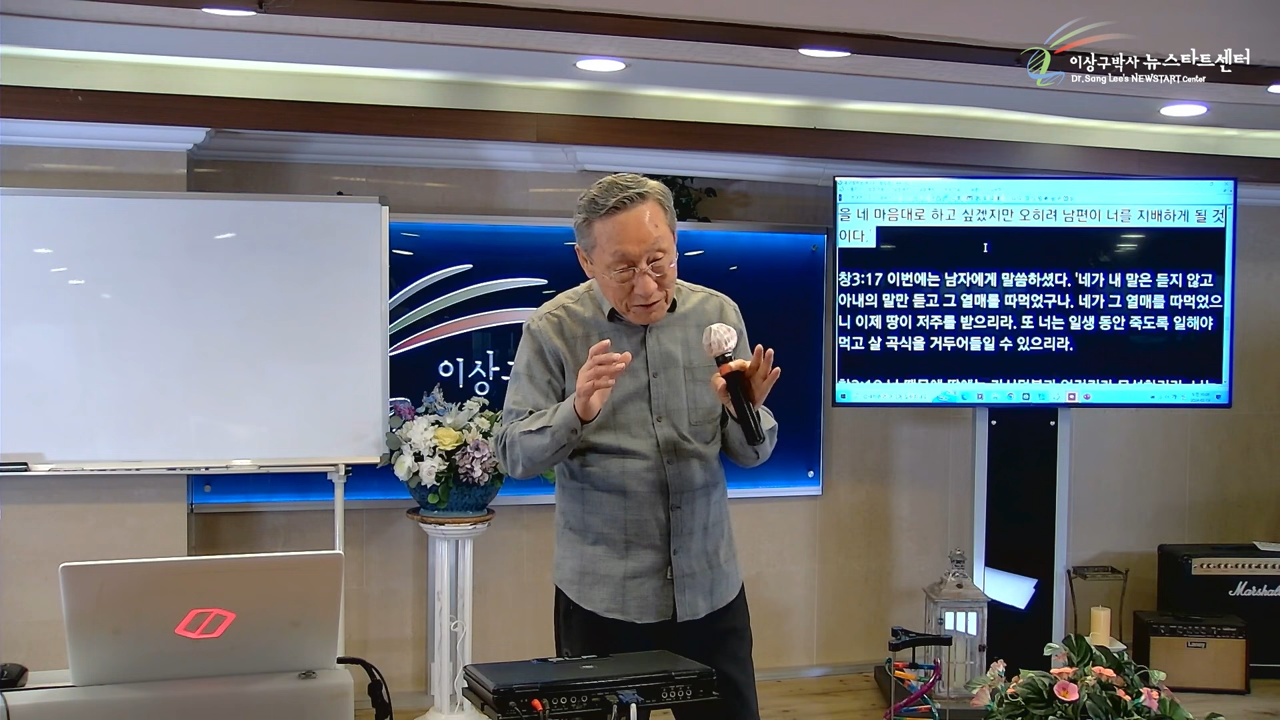 이상구박사 뉴스타트센터
Dr. Sang Lee's NEWSTART Center
을 네 마음대로 하고 싶겠지만 오히려 남편이 너를 지배하게 될 것
이다.
창3:17 이번에는 남자에게 말씀하셨다. '네가 내 말은 듣지 않고
아내의 말만 듣고 그 열매를 따먹었구나. 네가 그 열매를 따먹었으
니 이제 땅이 저주를 받으리라. 또 너는 일생 동안 죽도록 일해야
먹고 살 곡식을 거두어들일 수 있으리라.
이상
Marshall
Laney